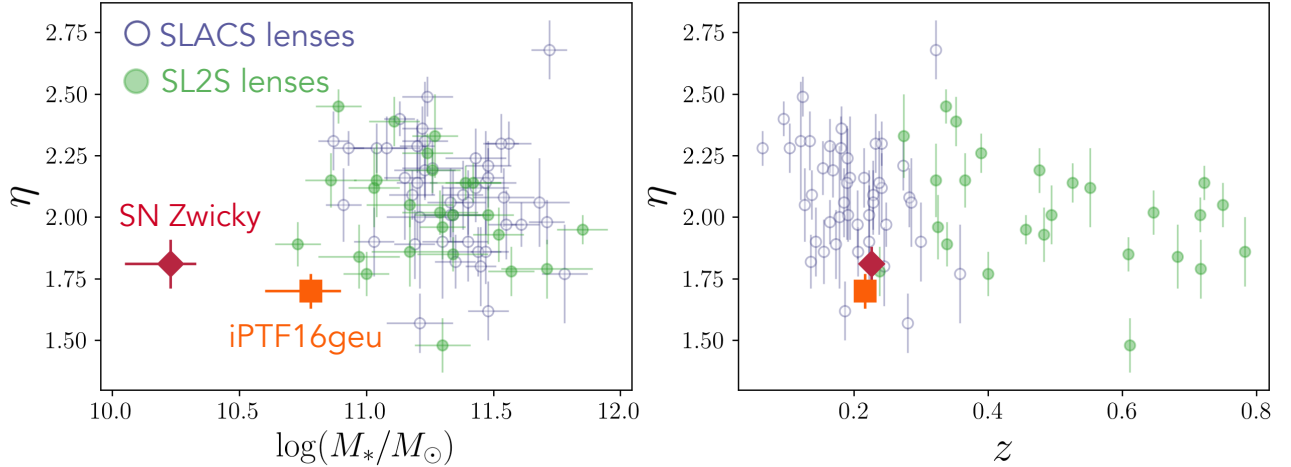 SLACS lenses
SL2S lenses
SN Zwicky
iPTF16geu
η
2.75
2.50
2.25
2.00
1.75
1.50
10.0 10.5 11.0 11.5 12.0
log(M*/M⊙)
η
2.75
2.50
2.25
2.00
1.75
1.50
0.2 0.4 0.6 0.8
z